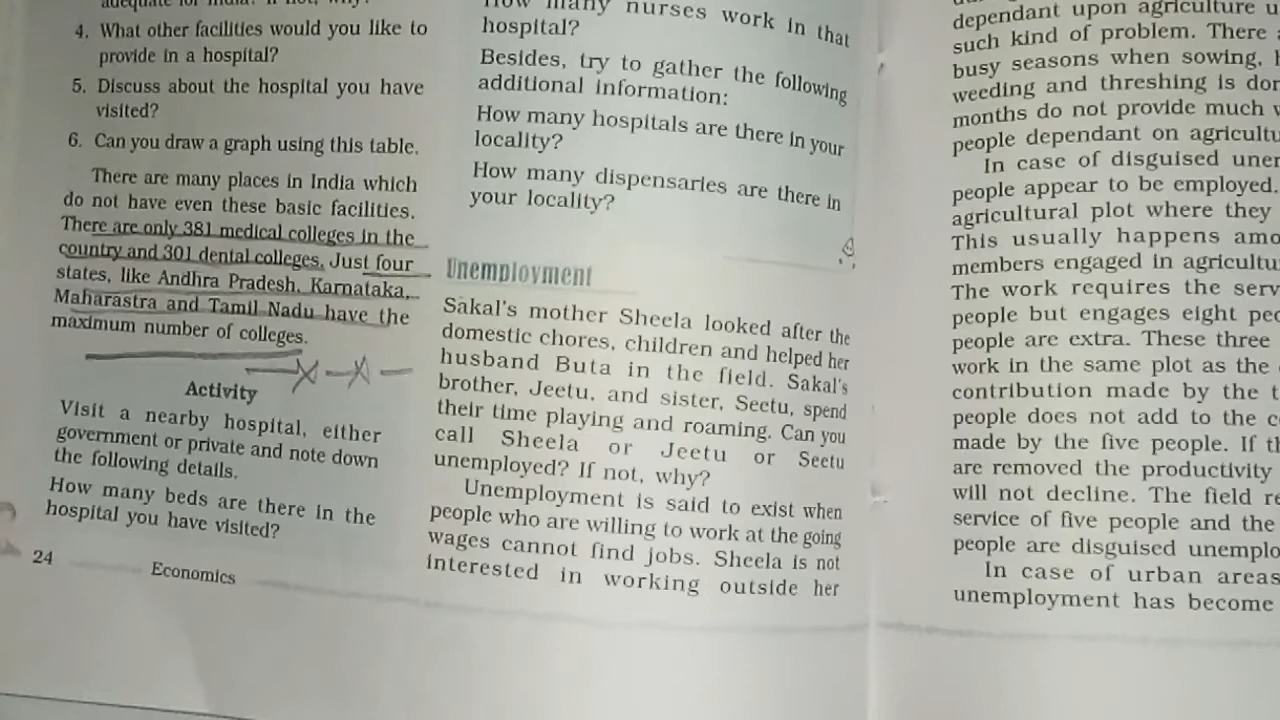 adequate for India? If not, why?
4. What other facilities would you like to
provide in a hospital?
5. Discuss about the hospital you have
visited?
6. Can you draw a graph using this table.
There are many places in India which
do not have even these basic facilities.
There are only 381 medical colleges in the
country and 301 dental colleges. Just four
states, like Andhra Pradesh, Karnataka,
Maharastra and Tamil Nadu have the
maximum number of colleges.
Activity
Visit a nearby hospital, either
government or private and note down
the following details.
How many beds are there in the
hospital you have visited?
24
Economics
How many nurses work in that
hospital?
Besides, try to gather the following
additional information:
How many hospitals are there in your
locality?
How many dispensaries are there in
your locality?
Unemployment
Sakal's mother Sheela looked after the
domestic chores, children and helped her
husband Buta in the field. Sakal's
brother, Jeetu, and sister, Seetu, spend
their time playing and roaming. Can you
call Sheela or Jeetu or Seetu
unemployed? If not, why?
Unemployment is said to exist when
people who are willing to work at the going
wages cannot find jobs. Sheela is not
interested in working outside her
dependant upon agriculture
such kind of problem. There
busy seasons when sowing,
weeding and threshing is
months do not provide much
people dependant on
In case of disguised
people appear to be employed.
agricultural plot where they
This usually happens
members engaged in
The work requires the
people but engages eight
people are extra. These three
work in the same plot as the
contribution made by the
people does not add to the
made by the five people. If
are removed the productivity
will not decline. The field
service of five people and the
people are disguised
In case of urban areas
unemployment has become